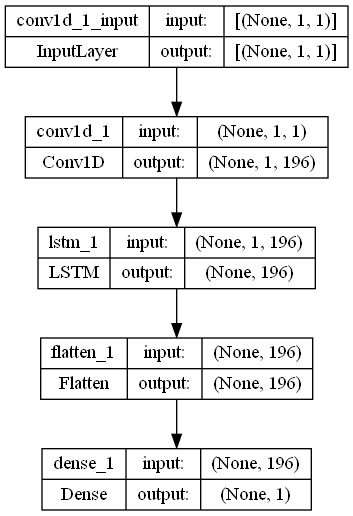 conv1d_1_input input: [(None, 1, 1)]
InputLayer output: [(None, 1, 1)]
conv1d_1 input: (None, 1, 1)
Conv1D output: (None, 1, 196)
lstm_1 input: (None, 1, 196)
LSTM output: (None, 196)
flatten_1 input: (None, 196)
Flatten output: (None, 196)
dense_1 input: (None, 196)
Dense output: (None, 1)